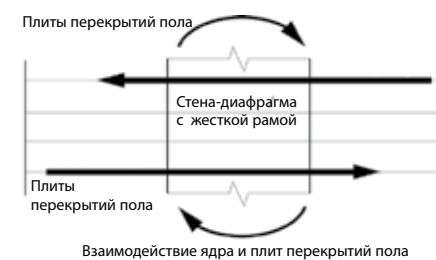 Плиты перекрытий пола
Стена-диафрагма
с жесткой рамой
Плиты
перекрытий пола
Взаимодействие ядра и плит перекрытий пола